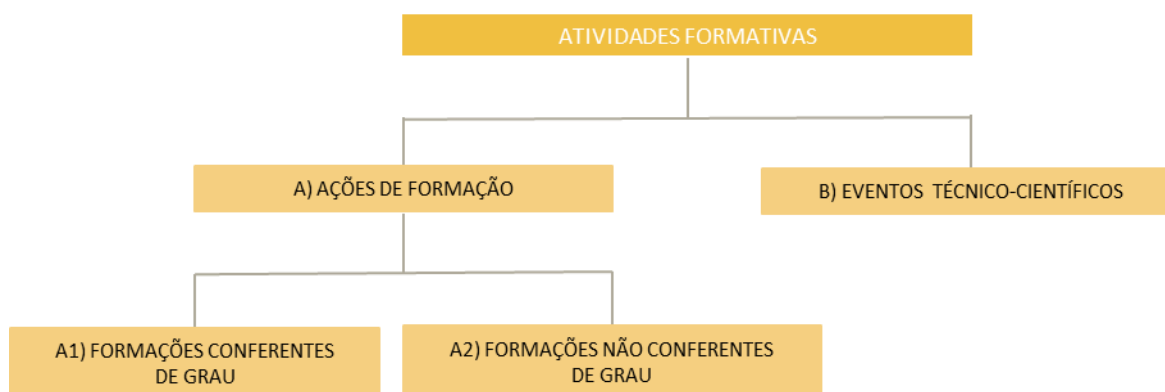 ATIVIDADES FORMATIVAS
A) AÇÕES DE FORMAÇÃO
B) EVENTOS TÉCNICO-CIENTÍFICOS
A1) FORMAÇÕES CONFERENTES
DE GRAU
A2) FORMAÇÕES NÃO CONFERENTES
DE GRAU